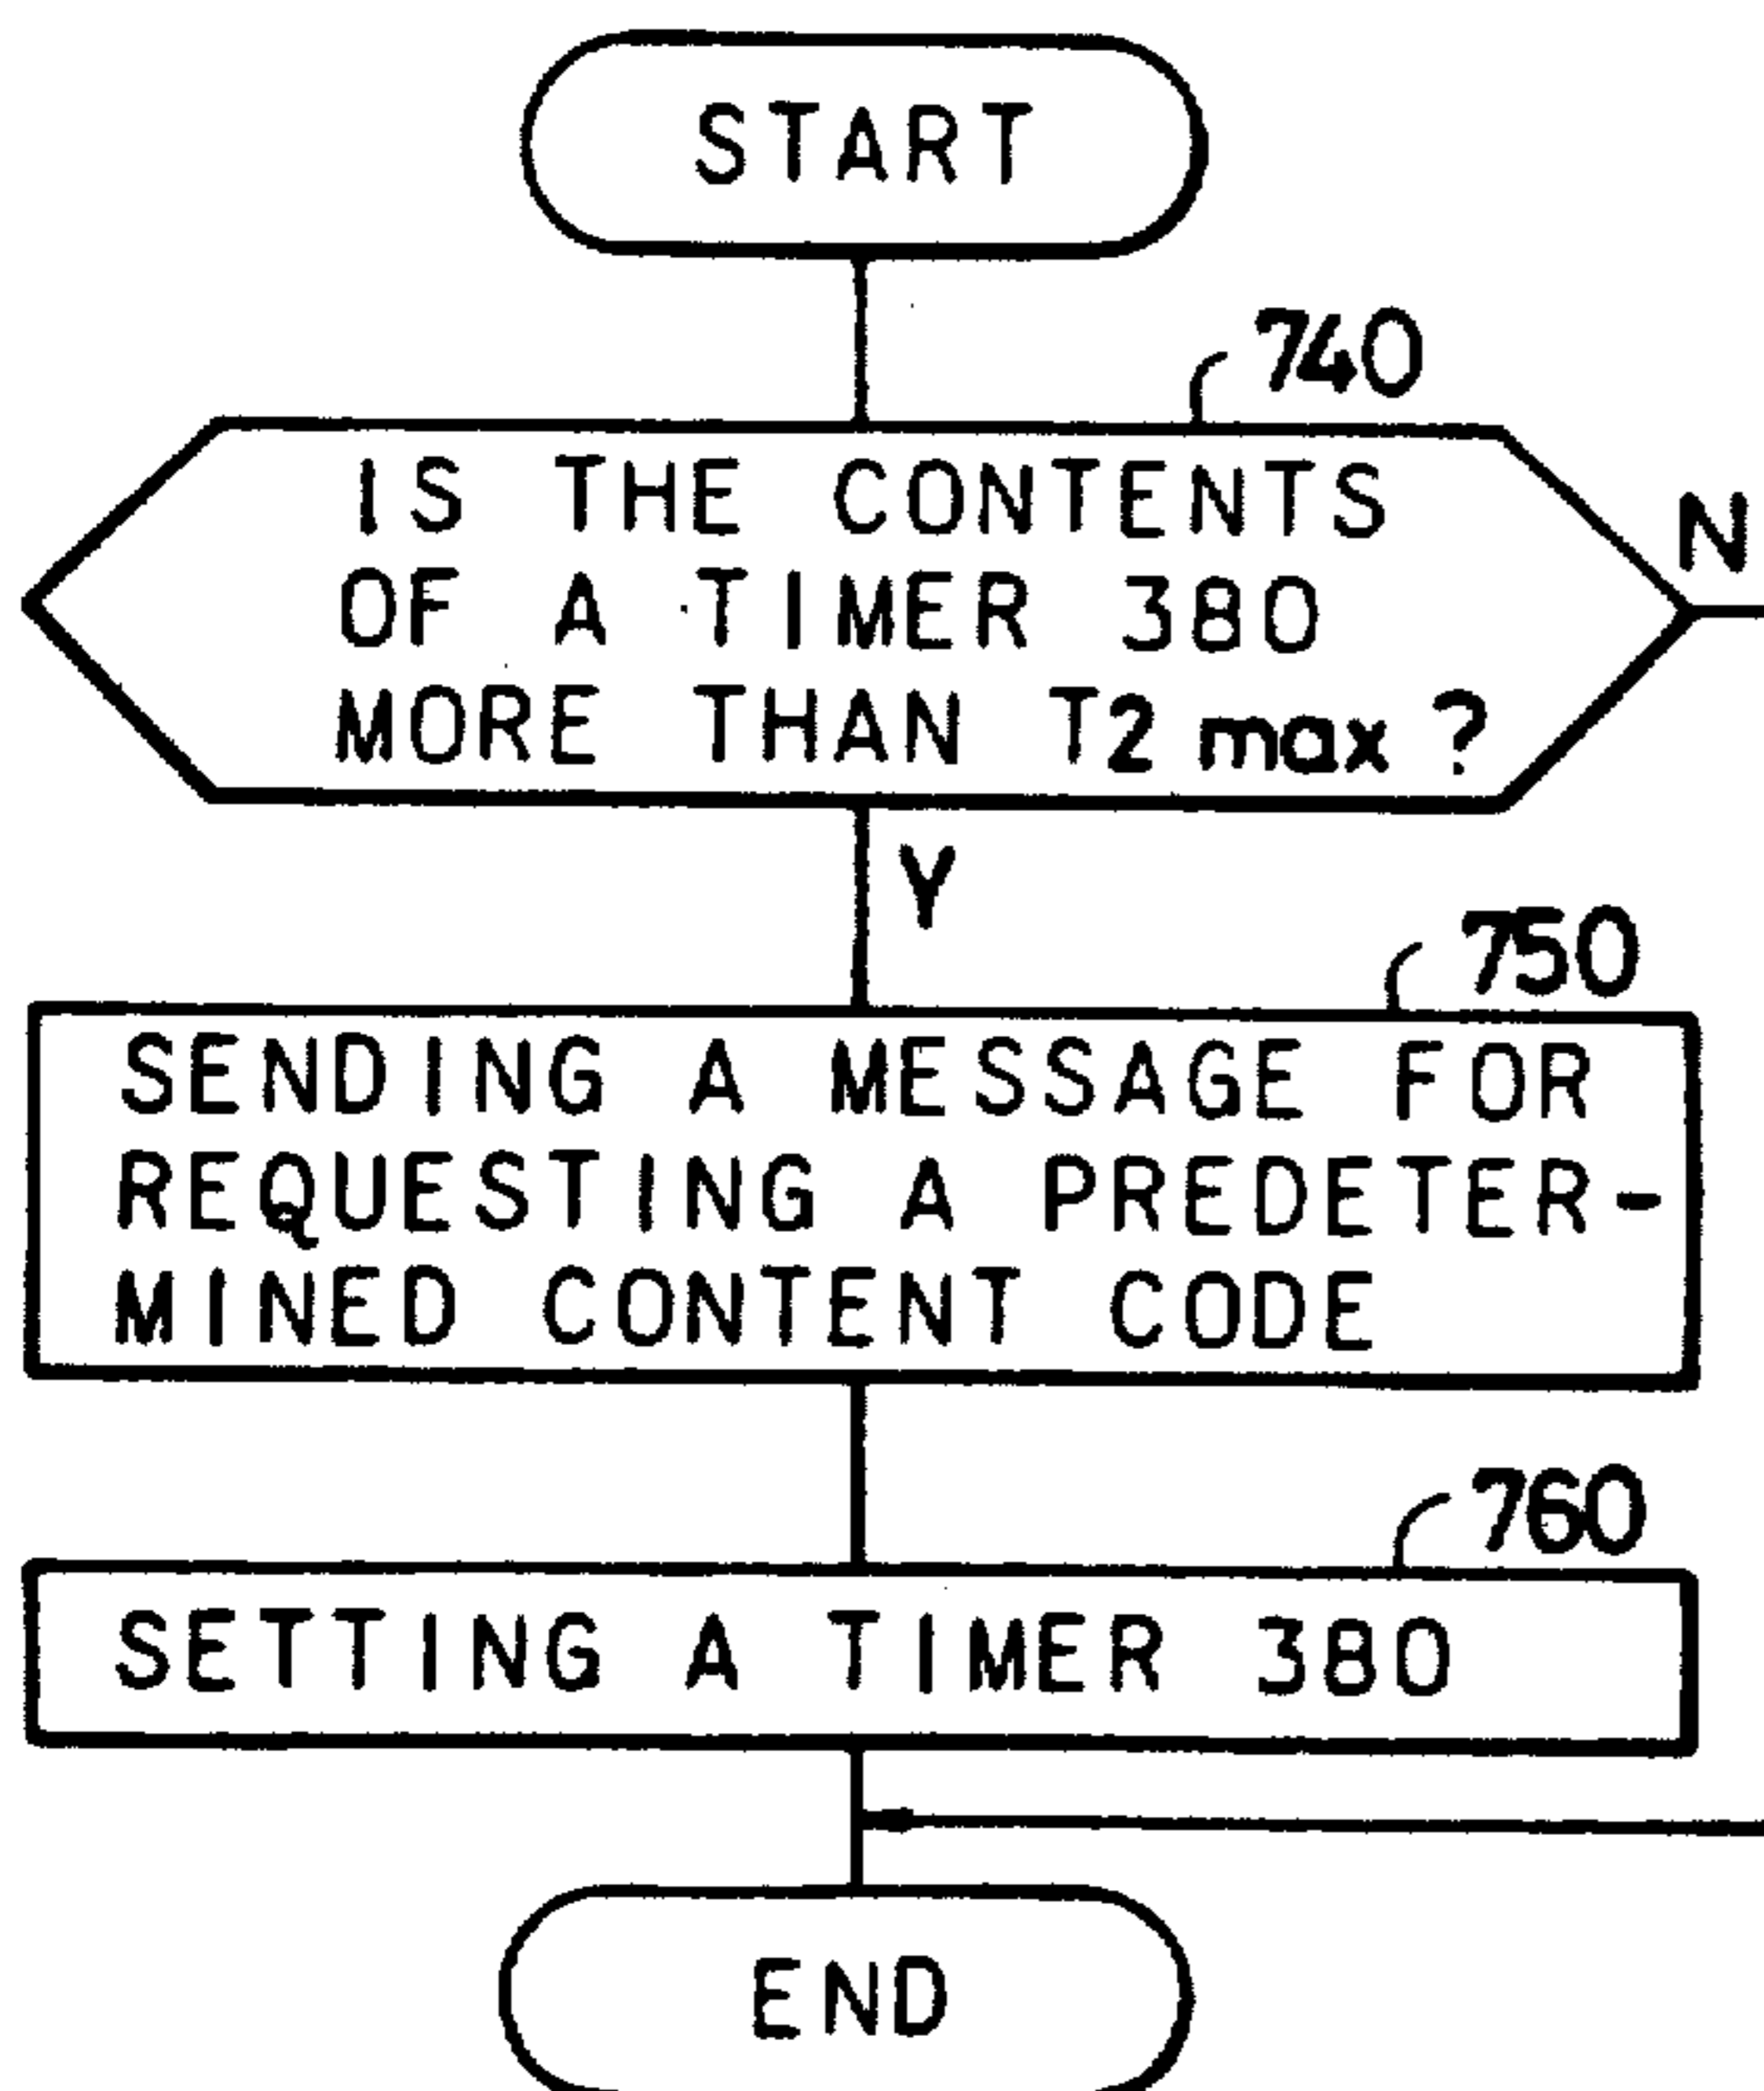 START
740
IS THE CONTENTS
OF A TIMER 380
MORE THAN T2 max ?
N
Y
750
SENDING A MESSAGE FOR
REQUESTING A PREDETER-
MINED CONTENT CODE
760
SETTING A TIMER 380
END